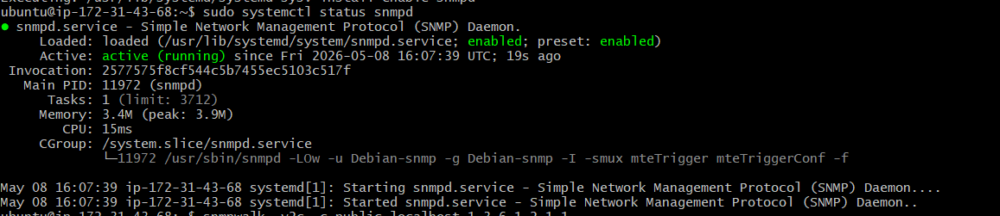 ubuntu@ip-172-31-43-68:~$ sudo systemctl status snmpd
● snmpd.service - Simple Network Management Protocol (SNMP) Daemon.
Loaded: loaded (/usr/lib/systemd/system/snmpd.service; enabled; preset: enabled)
Active: active (running) since Fri 2026-05-08 16:07:39 UTC; 19s ago
Invocation: 2577575f8cf544c5b7455ec5103c517f
Main PID: 11972 (snmpd)
Tasks: 1 (limit: 3712)
Memory: 3.4M (peak: 3.9M)
CPU: 15ms
CGroup: /system.slice/snmpd.service
└─11972 /usr/sbin/snmpd -LOw -u Debian-snmp -g Debian-snmp -I -smux mteTrigger mteTriggerConf -f
May 08 16:07:39 ip-172-31-43-68 systemd[1]: Starting snmpd.service - Simple Network Management Protocol (SNMP) Daemon....
May 08 16:07:39 ip-172-31-43-68 systemd[1]: Started snmpd.service - Simple Network Management Protocol (SNMP) Daemon..